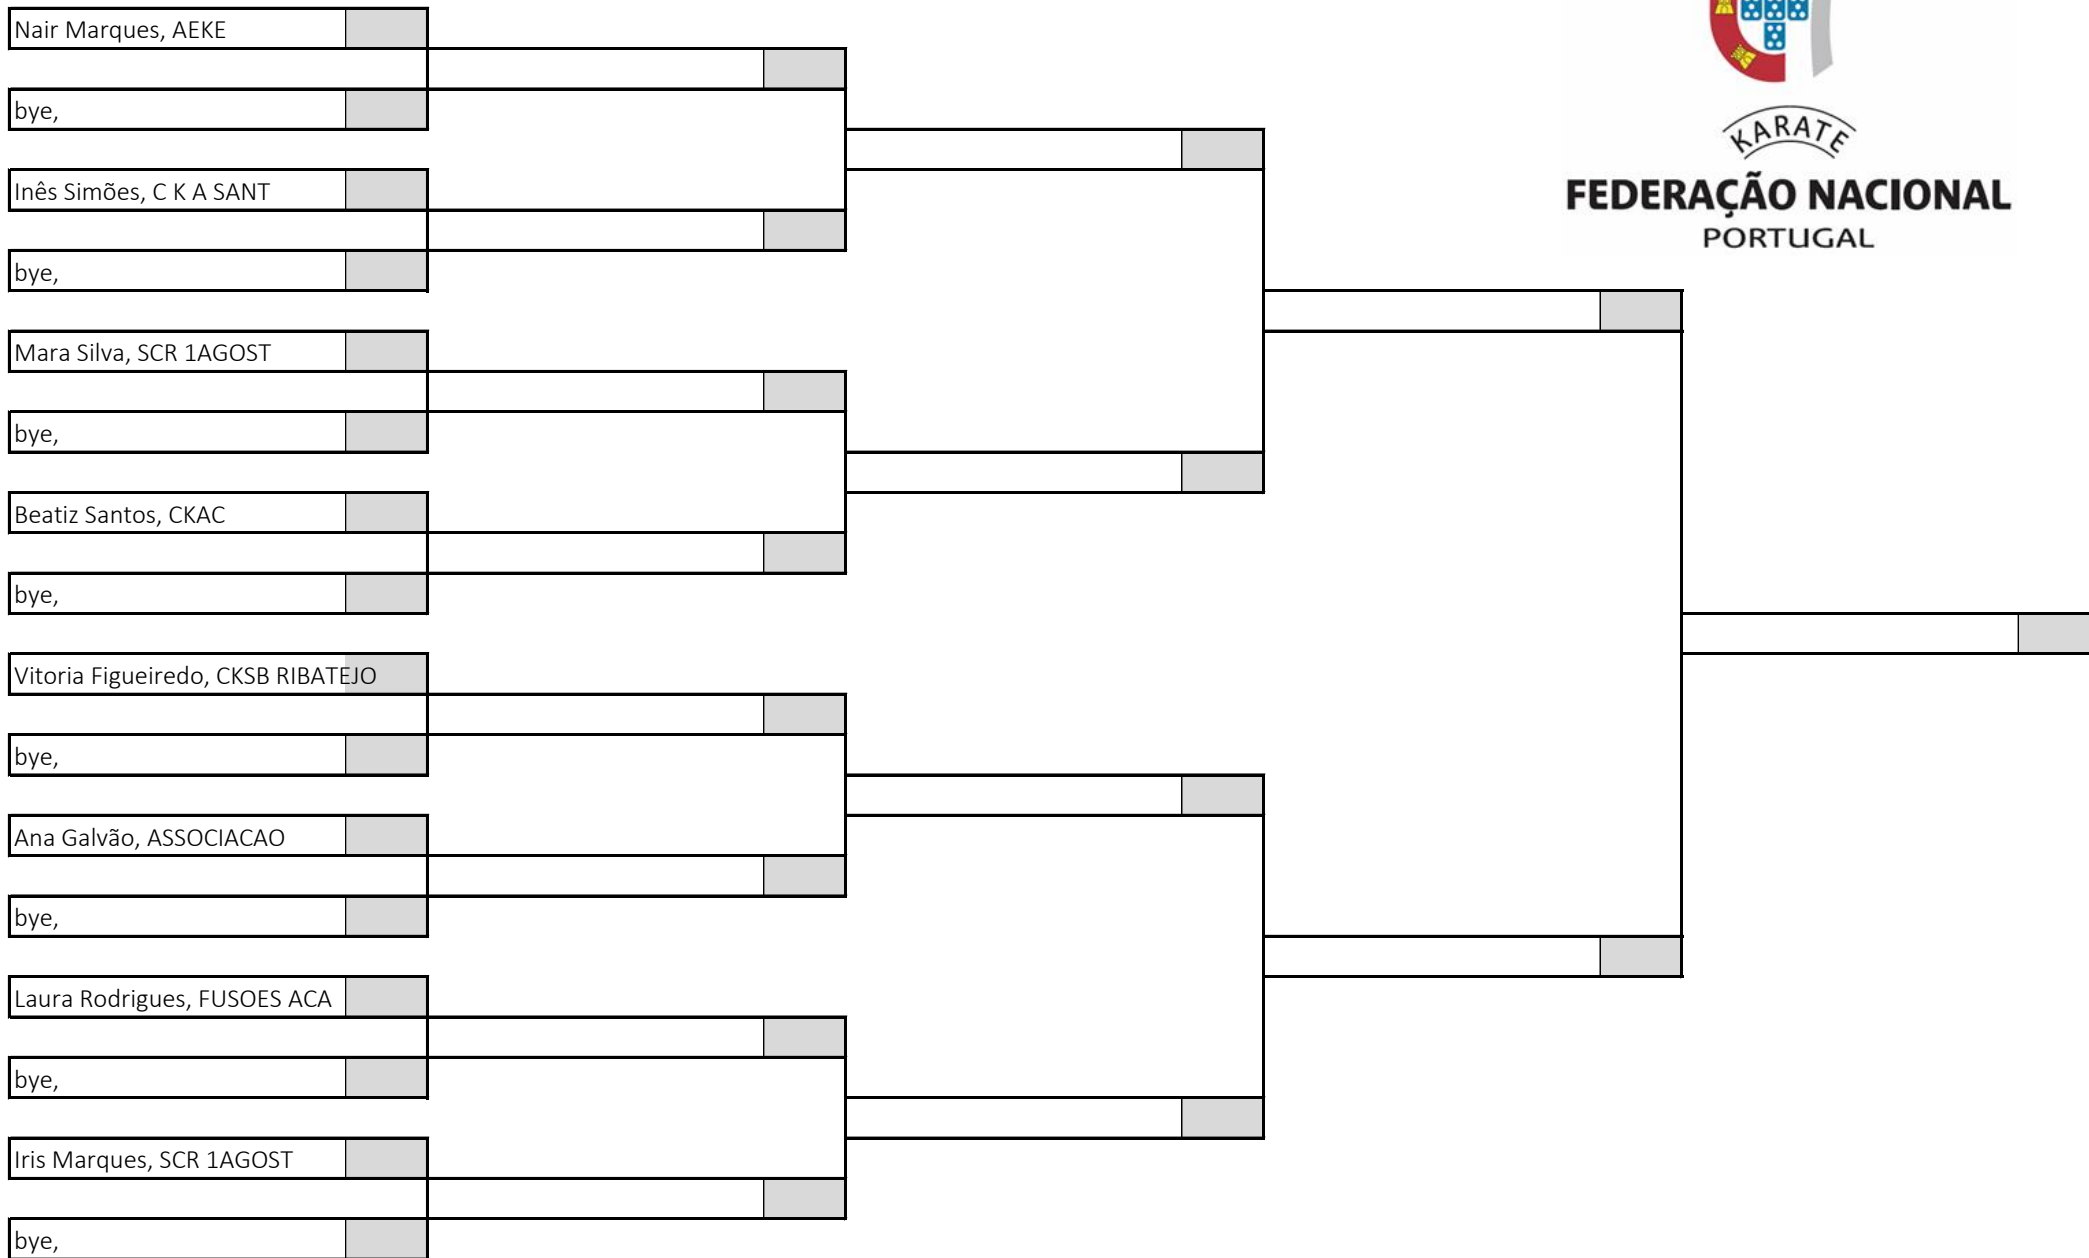 Nair Marques, AEKE
bye,
Inês Simões, C K A SANT
bye,
Mara Silva, SCR 1AGOST
bye,
Beatiz Santos, CKAC
bye,
Vitoria Figueiredo, CKSB RIBATEJO
bye,
Ana Galvão, ASSOCIACAO
bye,
Laura Rodrigues, FUSOES ACA
bye,
Iris Marques, SCR 1AGOST
bye,
KARATE
FEDERAÇÃO NACIONAL
PORTUGAL